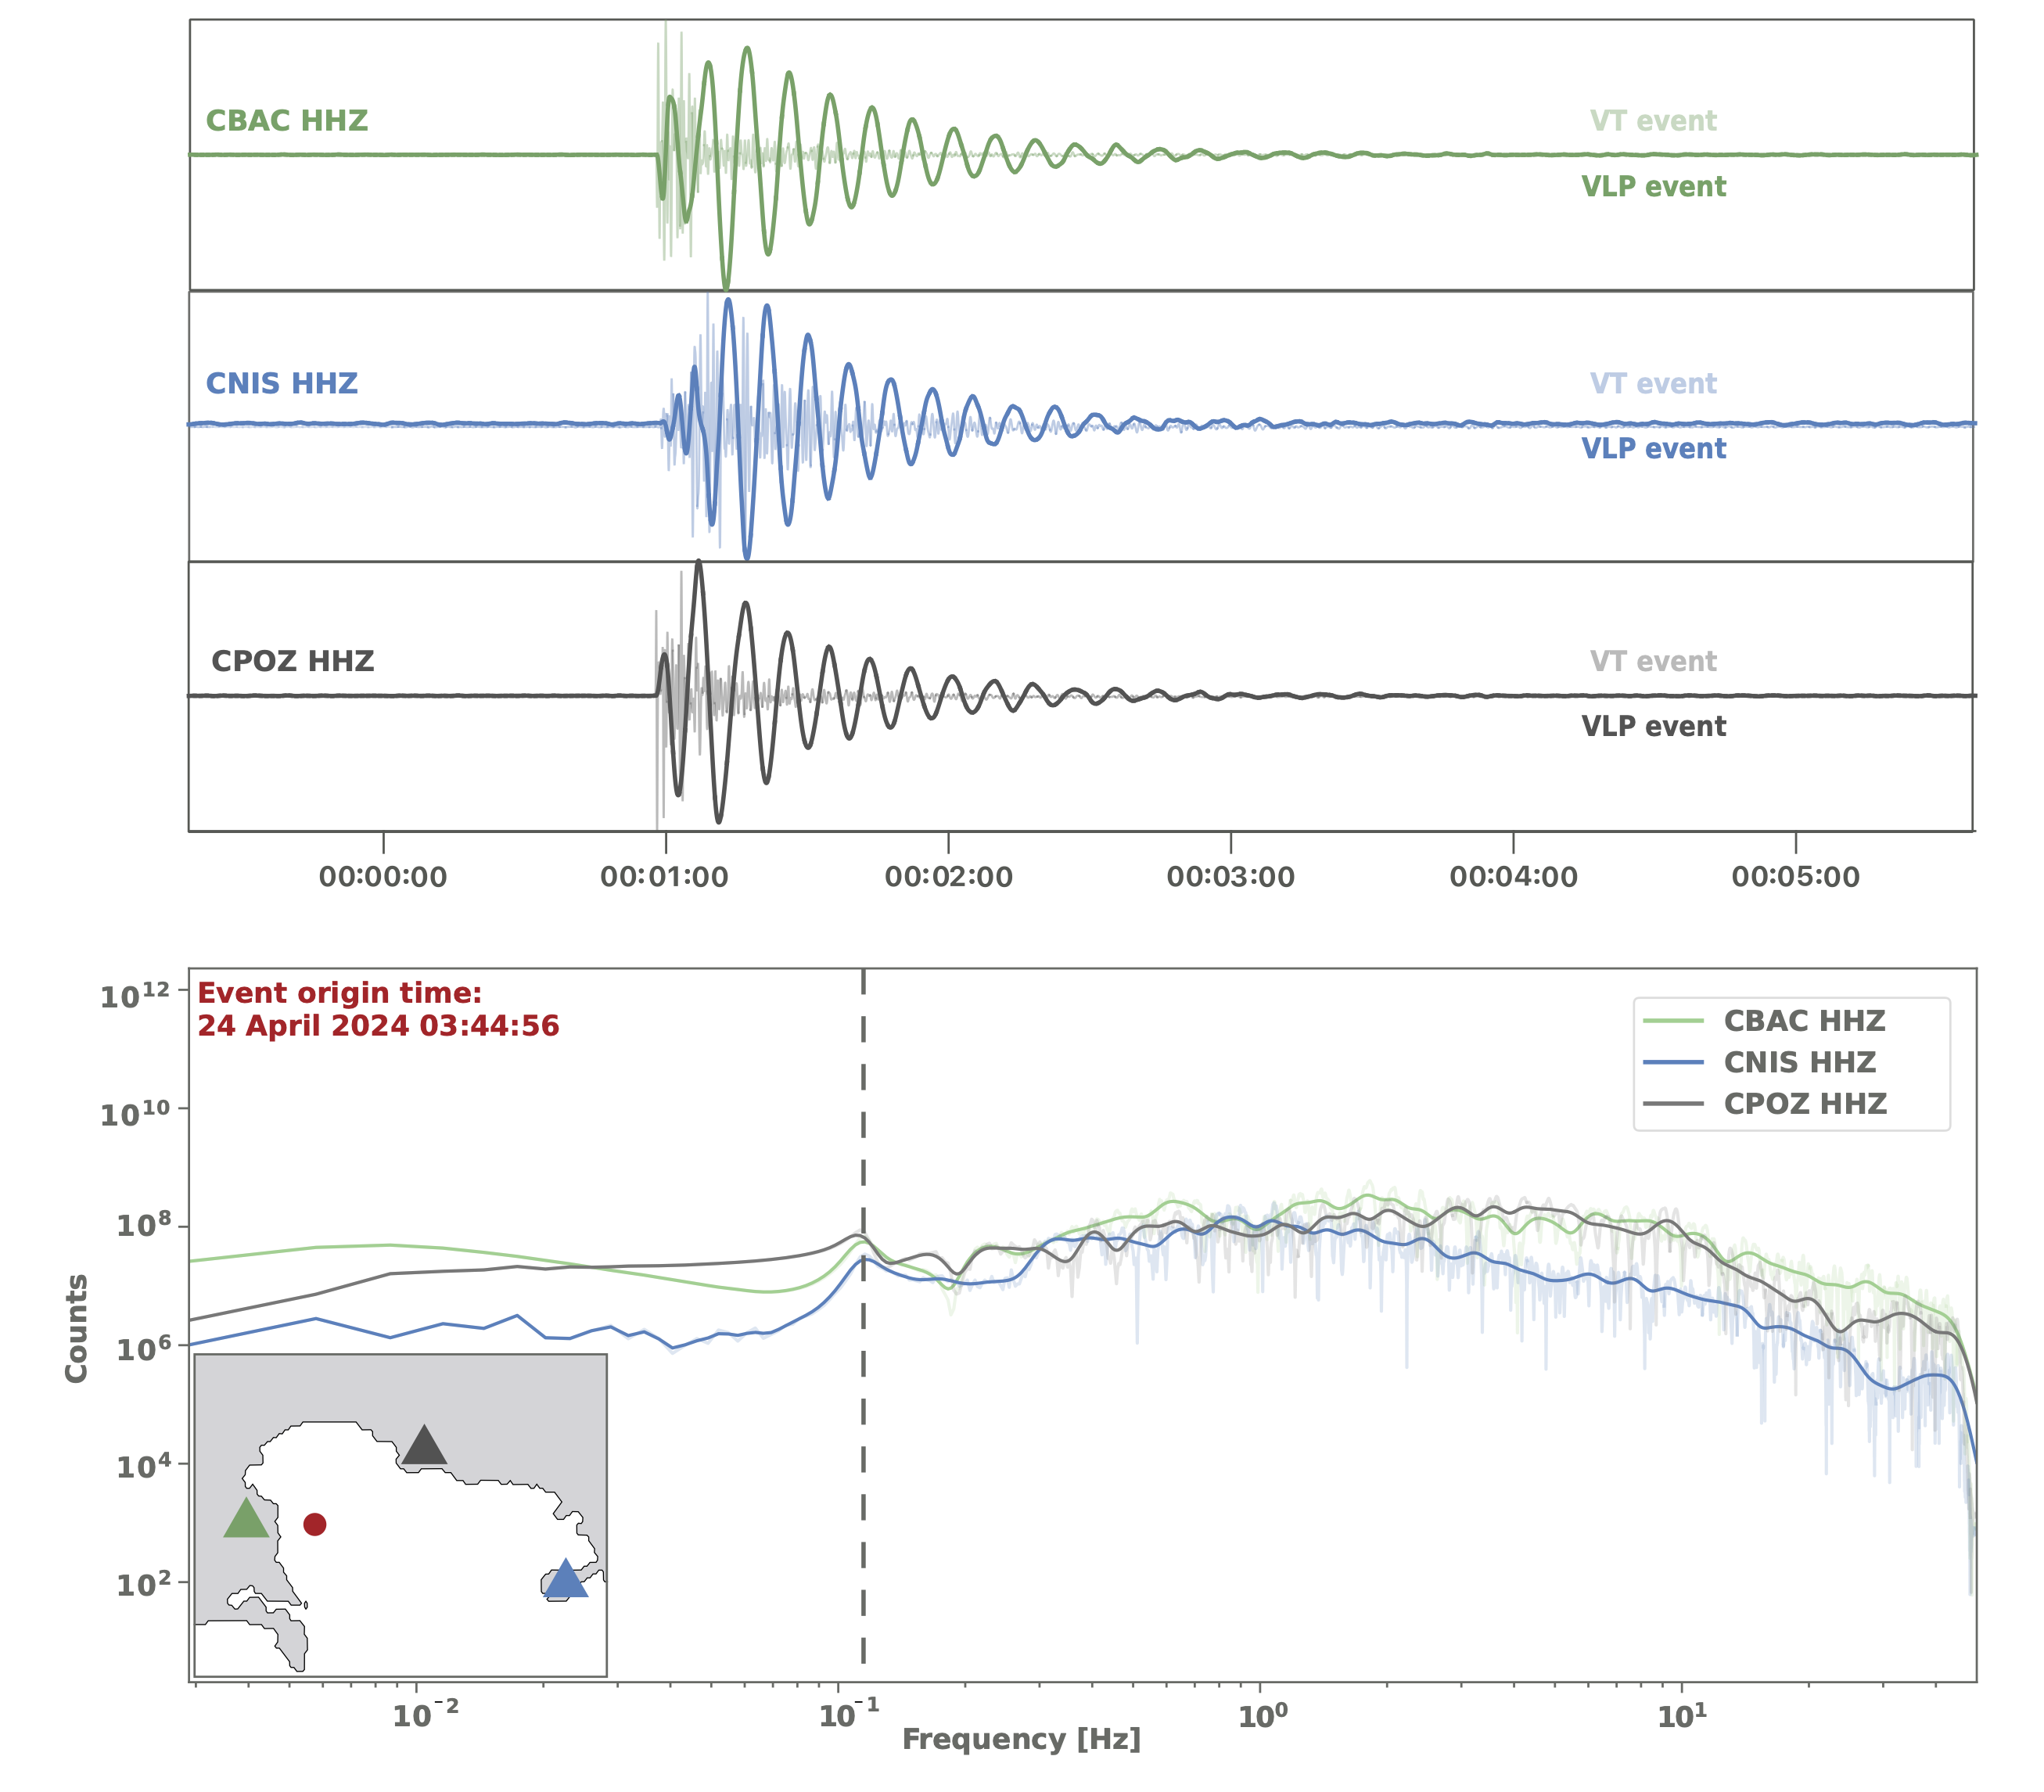 CBAC HHZ
VT event
VLP event
CNIS HHZ
VT event
VLP event
CPOZ HHZ
VT event
VLP event
00:00:00 00:01:00 00:02:00 00:03:00 00:04:00 00:05:00
Event origin time:
24 April 2024 03:44:56
CBAC HHZ
CNIS HHZ
CPOZ HHZ
10¹²
10¹⁰
10⁸
10⁶
10⁴
10²
Counts
10⁻² 10⁻¹ 10⁰ 10¹
Frequency [Hz]